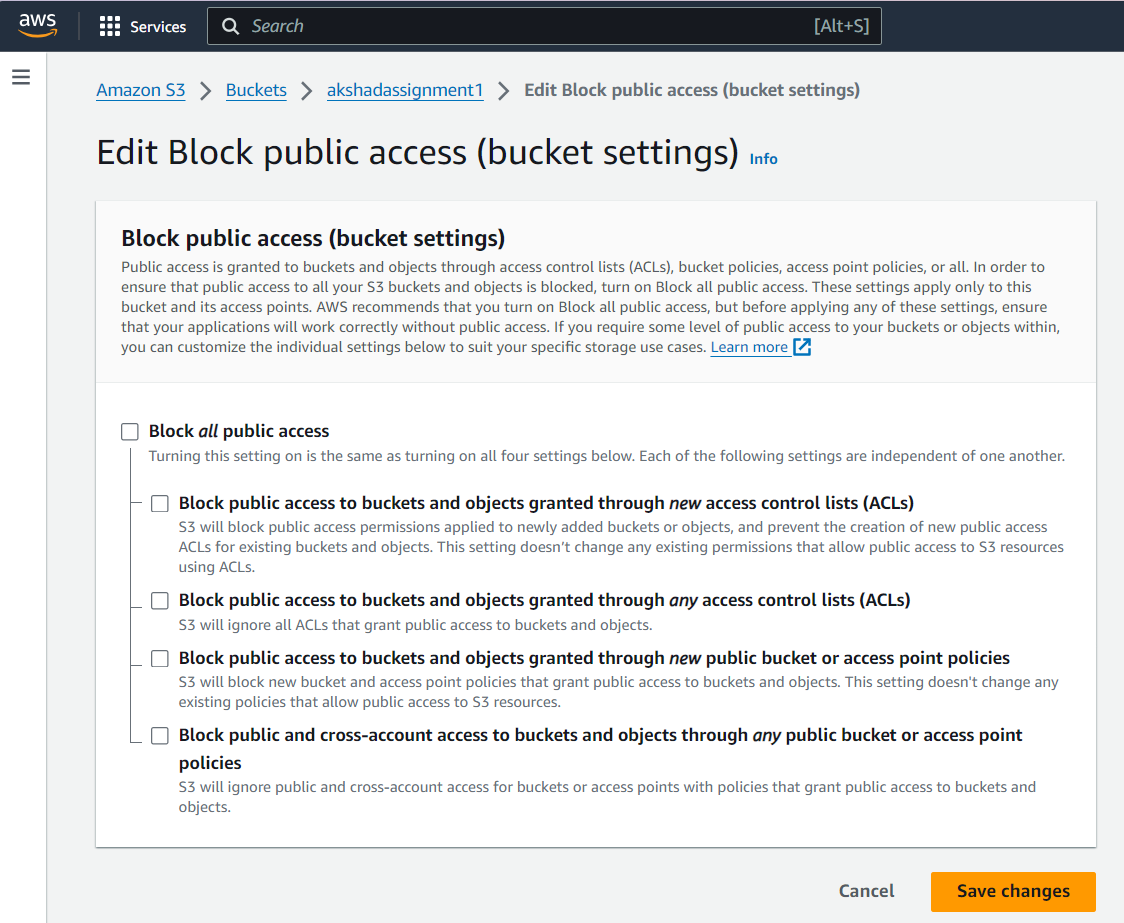 aws
Services
Search
[Alt+S]
Amazon S3 > Buckets > akshadassignment1 > Edit Block public access (bucket settings)
Edit Block public access (bucket settings) Info
Block public access (bucket settings)
Public access is granted to buckets and objects through access control lists (ACLs), bucket policies, access point policies, or all. In order to
ensure that public access to all your S3 buckets and objects is blocked, turn on Block all public access. These settings apply only to this
bucket and its access points. AWS recommends that you turn on Block all public access, but before applying any of these settings, ensure
that your applications will work correctly without public access. If you require some level of public access to your buckets or objects within,
you can customize the individual settings below to suit your specific storage use cases. Learn more
Block all public access
Turning this setting on is the same as turning on all four settings below. Each of the following settings are independent of one another.
Block public access to buckets and objects granted through new access control lists (ACLs)
S3 will block public access permissions applied to newly added buckets or objects, and prevent the creation of new public access
ACLs for existing buckets and objects. This setting doesn’t change any existing permissions that allow public access to S3 resources
using ACLs.
Block public access to buckets and objects granted through any access control lists (ACLs)
S3 will ignore all ACLs that grant public access to buckets and objects.
Block public access to buckets and objects granted through new public bucket or access point policies
S3 will block new bucket and access point policies that grant public access to buckets and objects. This setting doesn't change any
existing policies that allow public access to S3 resources.
Block public and cross-account access to buckets and objects through any public bucket or access point
policies
S3 will ignore public and cross-account access for buckets or access points with policies that grant public access to buckets and
objects.
Cancel
Save changes